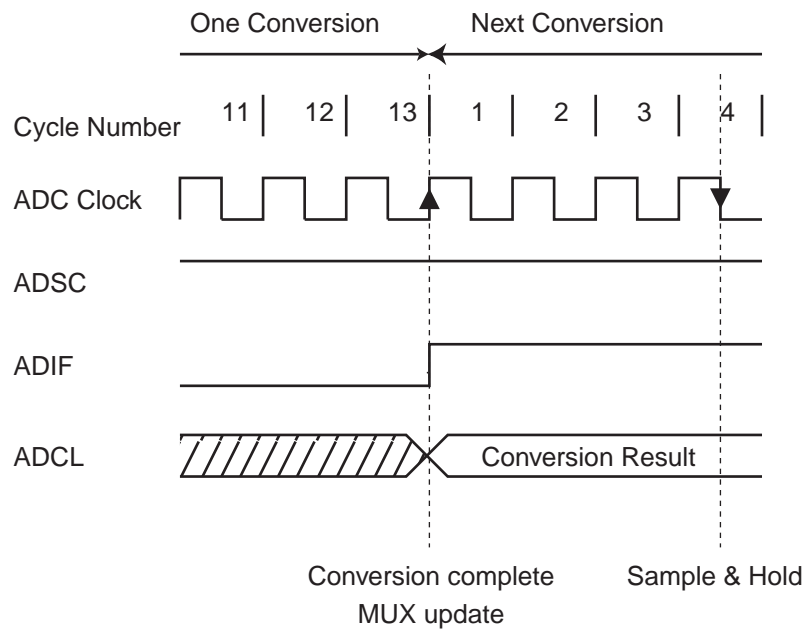 One Conversion Next Conversion
Cycle Number 11 12 13 1 2 3 4
ADC Clock
ADSC
ADIF
ADCL Conversion Result
Conversion complete Sample & Hold
MUX update